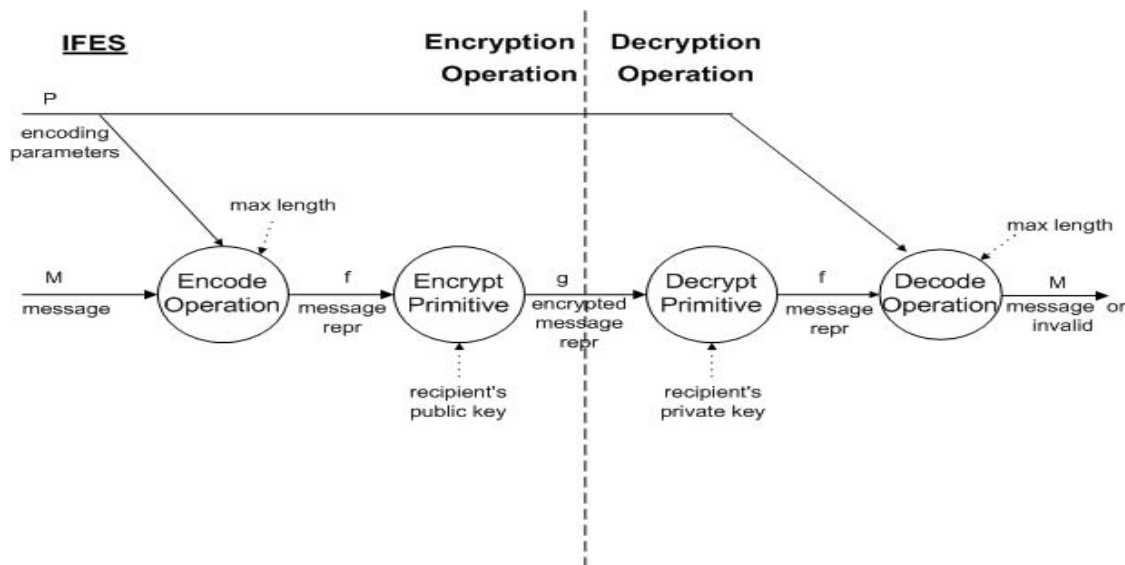 IFES
Encryption
Operation
Decryption
Operation
P
encoding
parameters
max length
M
message
Encode
Operation
f
message
repr
Encrypt
Primitive
recipient's
public key
g
encrypted
message
repr
Decrypt
Primitive
recipient's
private key
f
message
repr
max length
Decode
Operation
M
message or
invalid